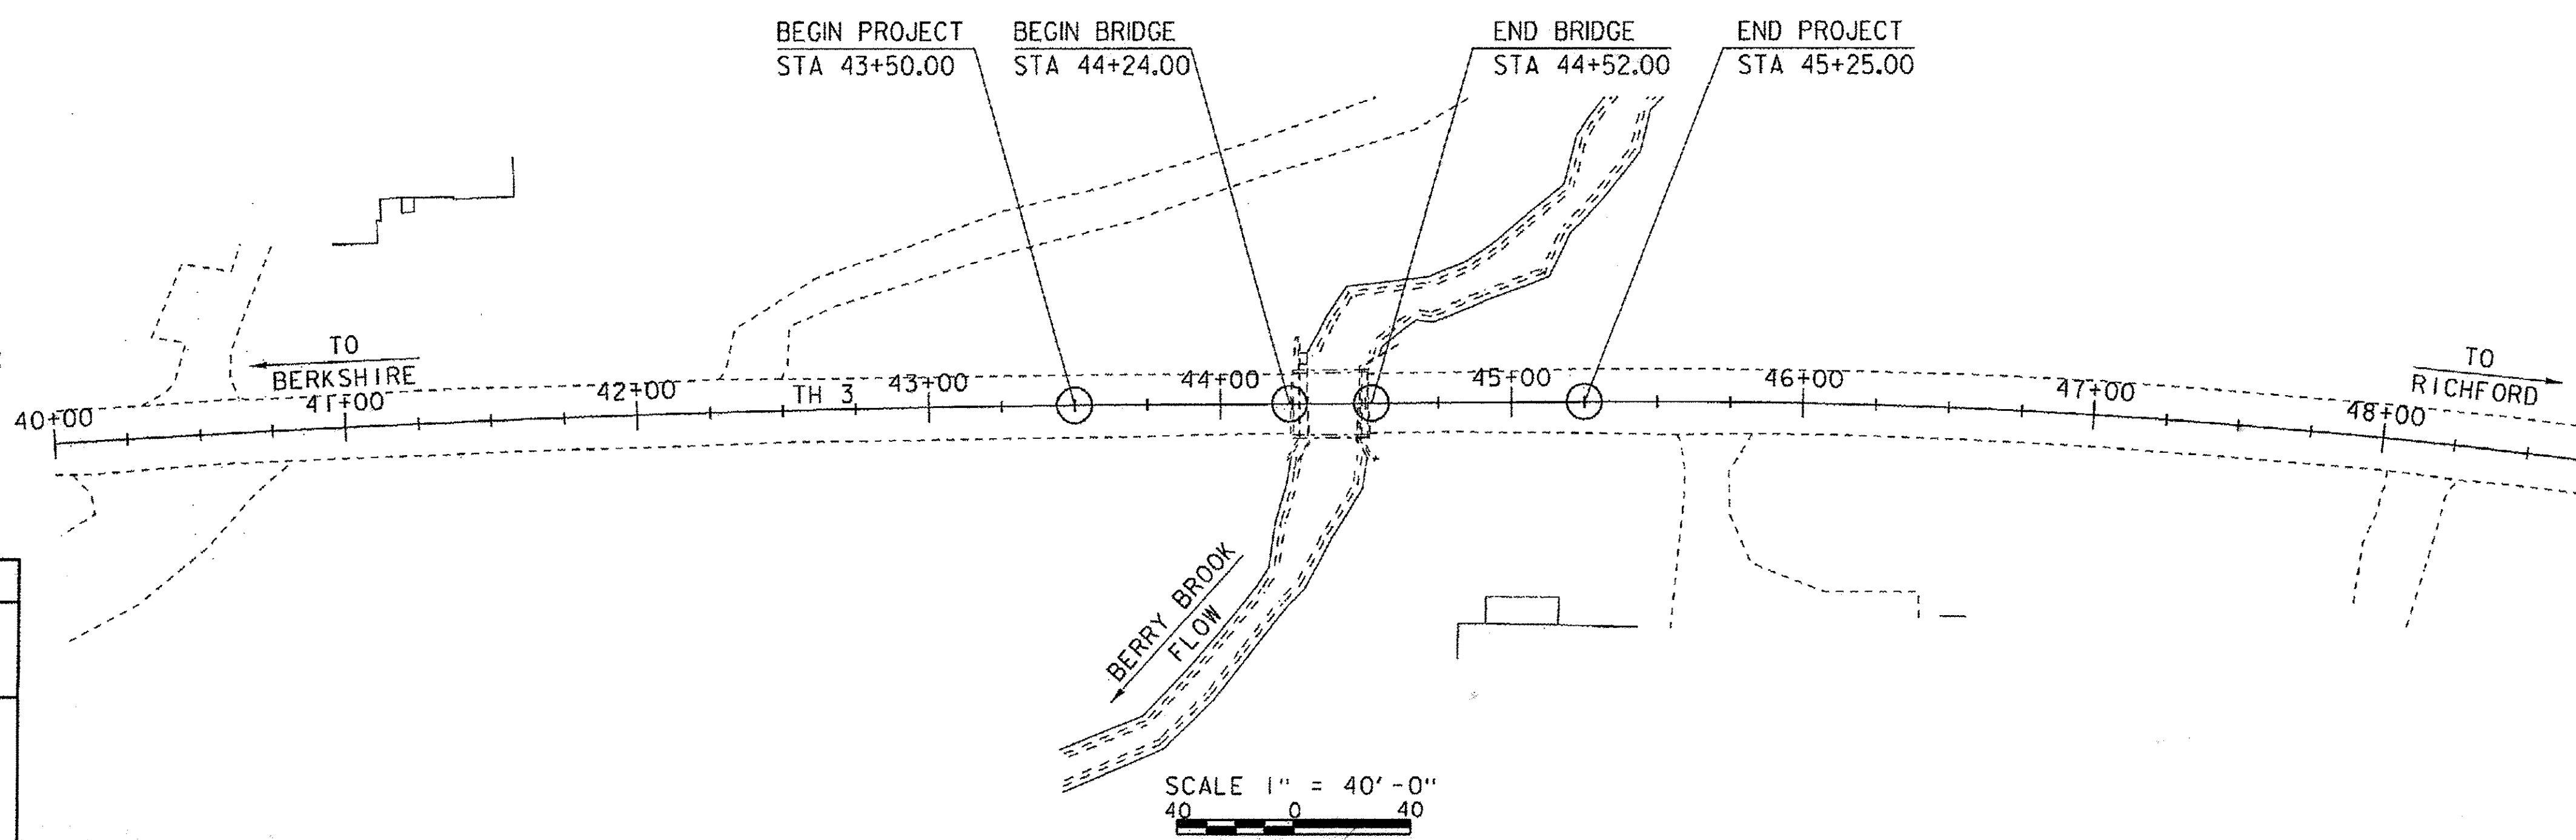 BEGIN PROJECT
STA 43+50.00
BEGIN BRIDGE
STA 44+24.00
END BRIDGE
STA 44+52.00
END PROJECT
STA 45+25.00
TO
BERKSHIRE
TO
RICHFORD
40+00
41+00
42+00
TH 3
43+00
44+00
45+00
46+00
47+00
48+00
BERRY BROOK
FLOW
SCALE 1" = 40'-0"
40 0 40